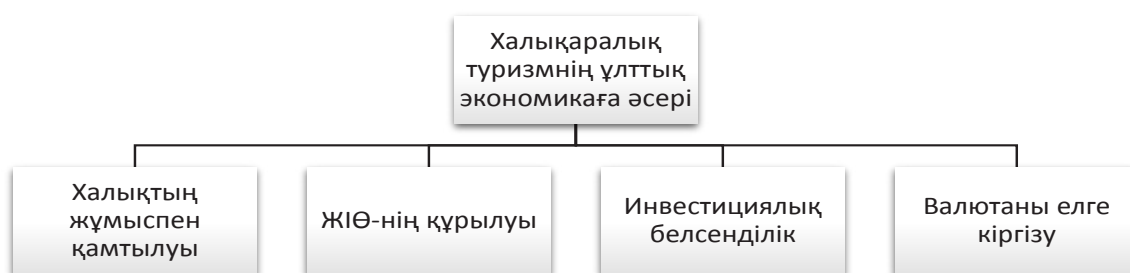 Халықаралық
туризмнің ұлттық
экономикаға әсері
Халықтың
жұмыспен
қамтылуы
ЖІӨ-нің құрылуы
Инвестициялық
белсенділік
Валютаны елге
кіргізу